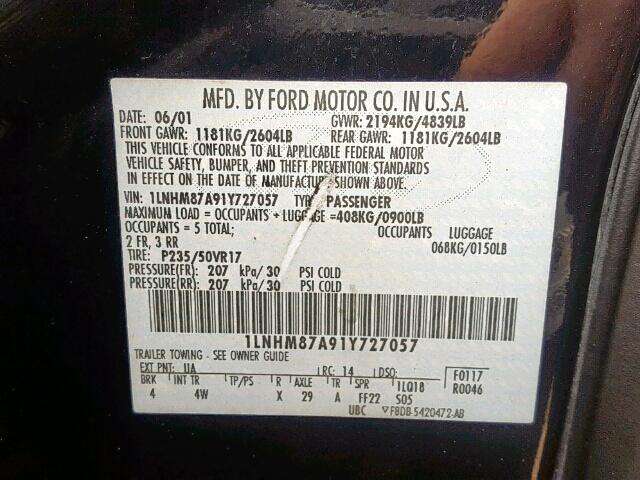 MFD. BY FORD MOTOR CO. IN U.S.A.
DATE: 06/01 GVWR: 2194KG/4839LB
FRONT GAWR: 1181KG/2604LB REAR GAWR: 1181KG/2604LB
THIS VEHICLE CONFORMS TO ALL APPLICABLE FEDERAL MOTOR
VEHICLE SAFETY, BUMPER, AND THEFT PREVENTION STANDARDS
IN EFFECT ON THE DATE OF MANUFACTURE SHOWN ABOVE.
VIN: 1LNHM87A91Y727057 TYPE: PASSENGER
MAXIMUM LOAD = OCCUPANTS + LUGGAGE = 408KG/0900LB
OCCUPANTS = 5 TOTAL; OCCUPANTS LUGGAGE
2 FR, 3 RR 068KG/0150LB
TIRE: P235/50VR17
PRESSURE(FR): 207 kPa/ 30 PSI COLD
PRESSURE(RR): 207 kPa/ 30 PSI COLD
1LNHM87A91Y727057
TRAILER TOWING - SEE OWNER GUIDE
EXT PNT: UA RC: 14 DSO: F0117
BRK INT TR TP/PS R AXLE TR SPR 1L018 R0046
4 4W X 29 A FF22 S05
UBC F8DB-5420472-AB